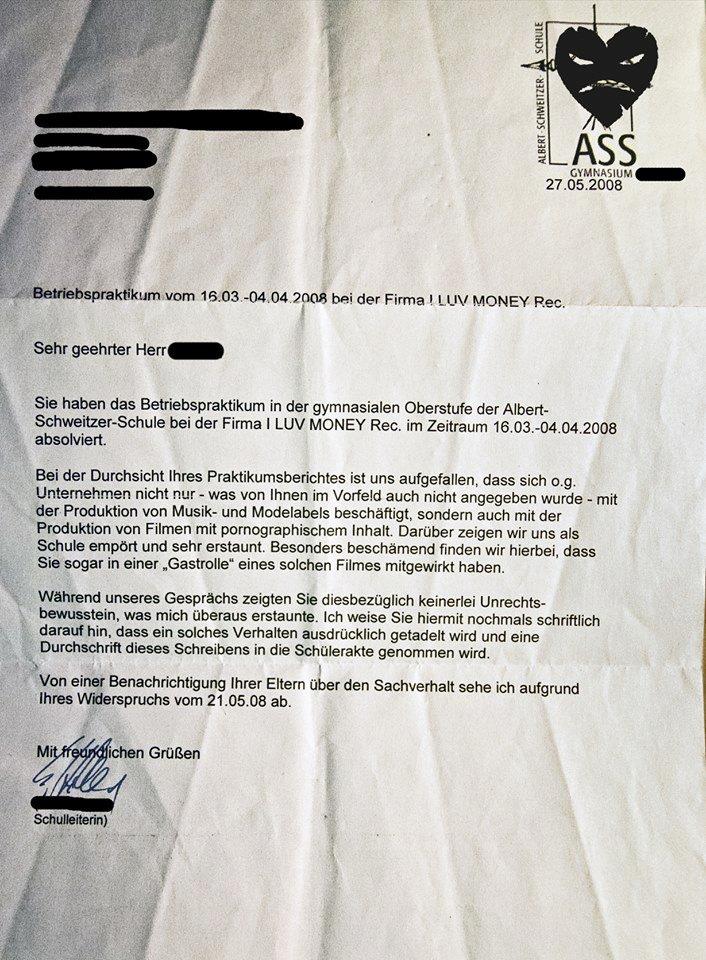 ALBERT-SCHWEITZER-SCHULE
ASS
GYMNASIUM
27.05.2008
Betriebspraktikum vom 16.03.-04.04.2008 bei der Firma I LUV MONEY Rec.
Sehr geehrter Herr
Sie haben das Betriebspraktikum in der gymnasialen Oberstufe der Albert-
Schweitzer-Schule bei der Firma I LUV MONEY Rec. im Zeitraum 16.03.-04.04.2008
absolviert.
Bei der Durchsicht Ihres Praktikumsberichtes ist uns aufgefallen, dass sich o.g.
Unternehmen nicht nur - was von Ihnen im Vorfeld auch nicht angegeben wurde - mit
der Produktion von Musik- und Modelabels beschäftigt, sondern auch mit der
Produktion von Filmen mit pornographischem Inhalt. Darüber zeigen wir uns als
Schule empört und sehr erstaunt. Besonders beschämend finden wir hierbei, dass
Sie sogar in einer „Gastrolle“ eines solchen Filmes mitgewirkt haben.
Während unseres Gesprächs zeigten Sie diesbezüglich keinerlei Unrechts-
bewusstein, was mich überaus erstaunte. Ich weise Sie hiermit nochmals schriftlich
darauf hin, dass ein solches Verhalten ausdrücklich getadelt wird und eine
Durchschrift dieses Schreibens in die Schülerakte genommen wird.
Von einer Benachrichtigung Ihrer Eltern über den Sachverhalt sehe ich aufgrund
Ihres Widerspruchs vom 21.05.08 ab.
Mit freundlichen Grüßen
Schulleiterin)